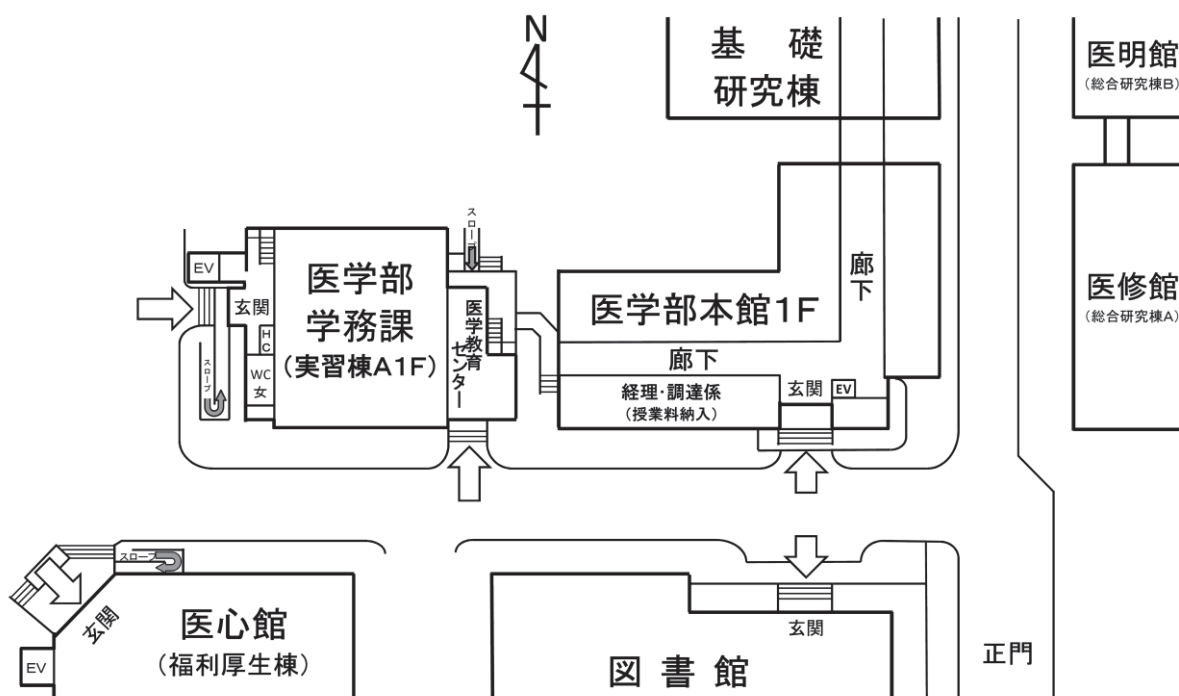 N
基 礎
研究棟
医明館
(総合研究棟B)
スロープ
EV
玄関
医学部
学務課
(実習棟A1F)
HC
WC
女
スロープ
医学教育
センター
医学部本館1F
廊下
廊下
経理・調達係
(授業料納入)
玄関
EV
医修館
(総合研究棟A)
スロープ
玄関
医心館
(福利厚生棟)
EV
玄関
図 書 館
正門